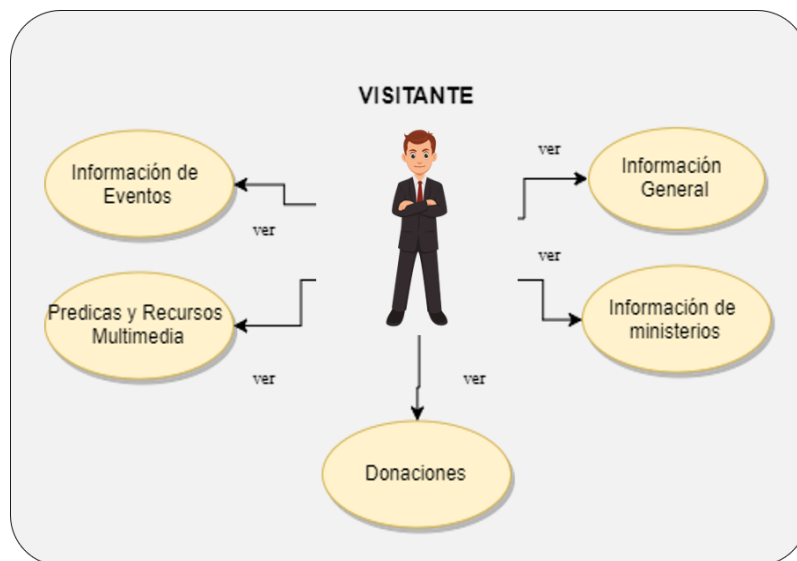 VISITANTE
Información de
Eventos
ver
ver
Información
General
Predicas y Recursos
Multimedia
ver
Información de
ministerios
ver
ver
Donaciones